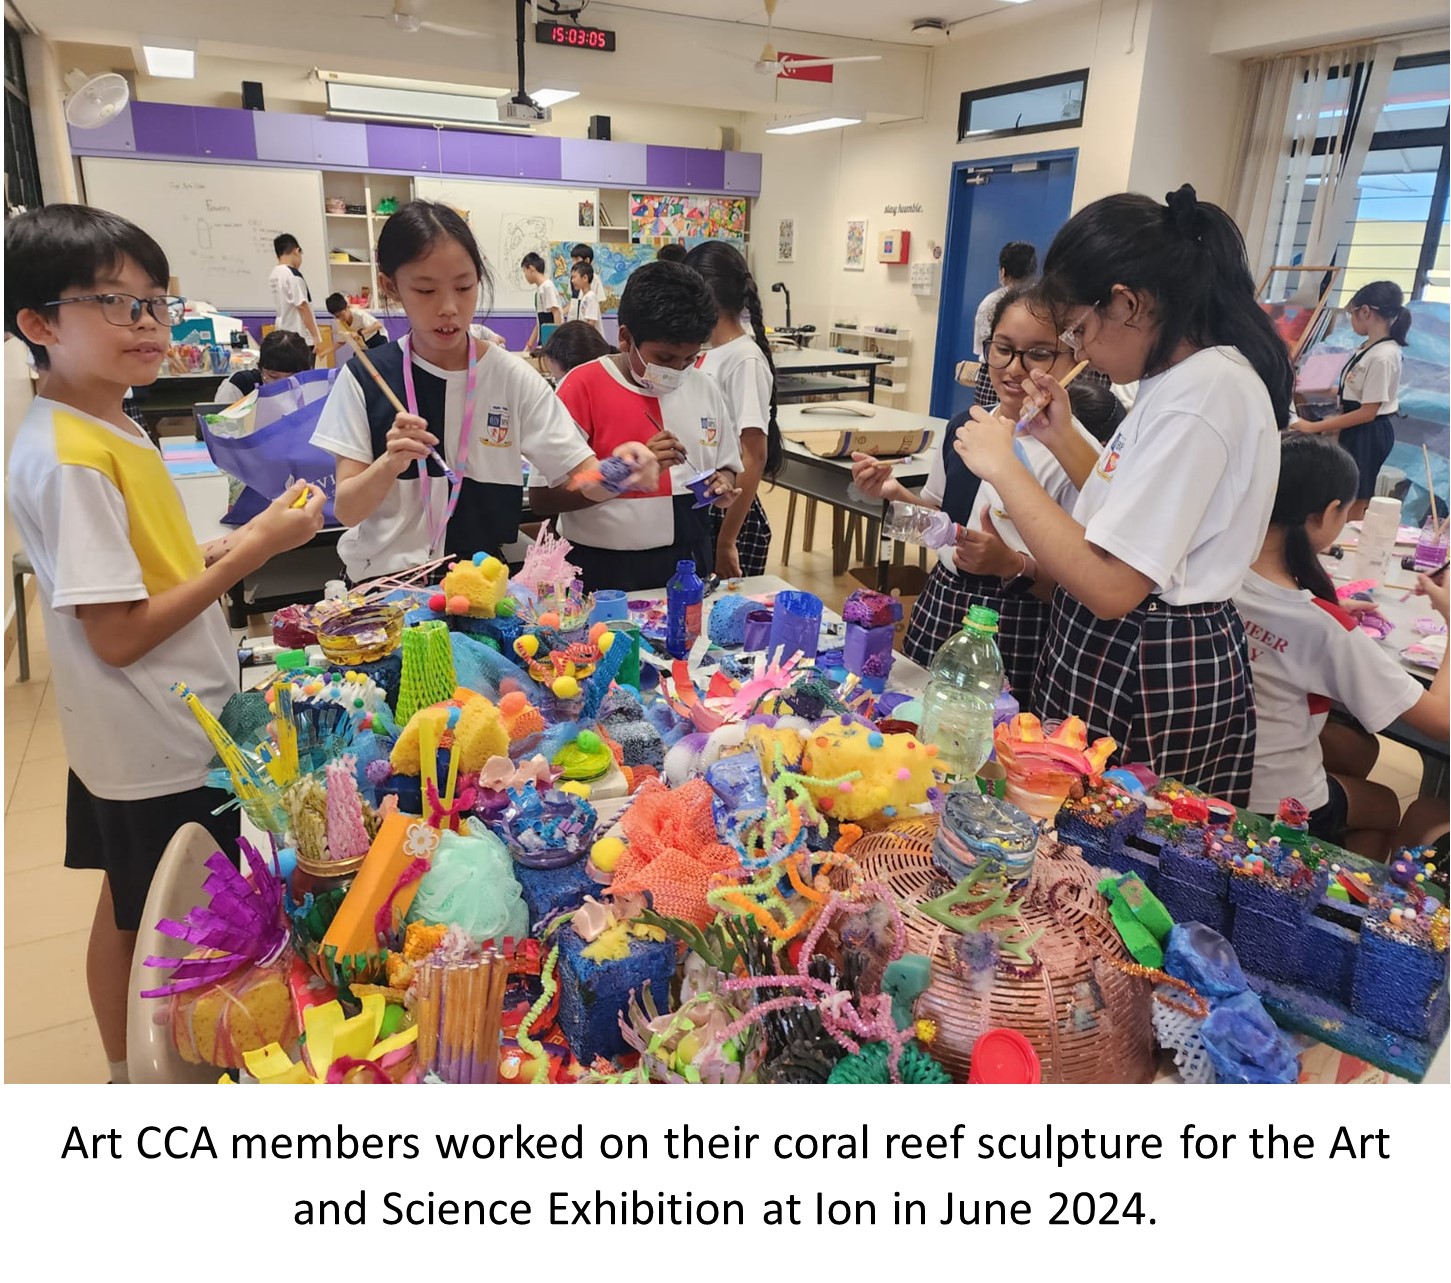 15:03:05
stay humble.
Art CCA members worked on their coral reef sculpture for the Art
and Science Exhibition at Ion in June 2024.